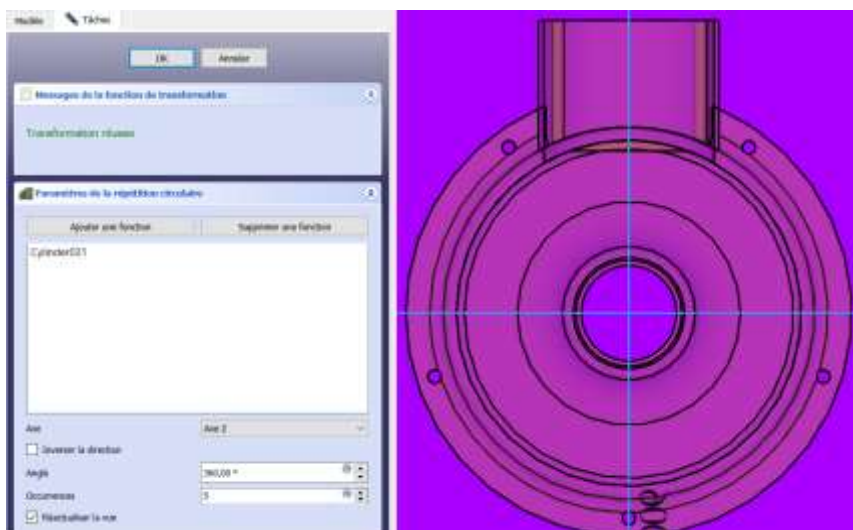 Modèle Tâches
OK Annuler
Messages de la fonction de transformation
Transformation réussie
Paramètres de la répétition circulaire
Ajouter une fonction Supprimer une fonction
Cylinder031
Axe Axe Z
Inverser la direction
Angle 360,00 °
Occurrences 5
Réactualiser la vue